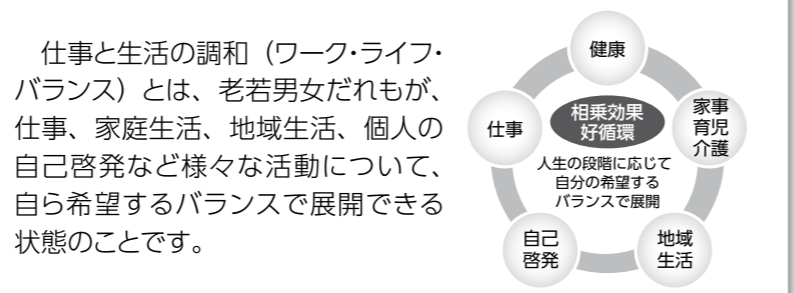 仕事と生活の調和（ワーク・ライフ・
バランス）とは、老若男女だれもが、
仕事、家庭生活、地域生活、個人の
自己啓発など様々な活動について、
自ら希望するバランスで展開できる
状態のことです。
健康
仕事
相乗効果
好循環
家事
育児
介護
人生の段階に応じて
自分の希望する
バランスで展開
自己
啓発
地域
生活